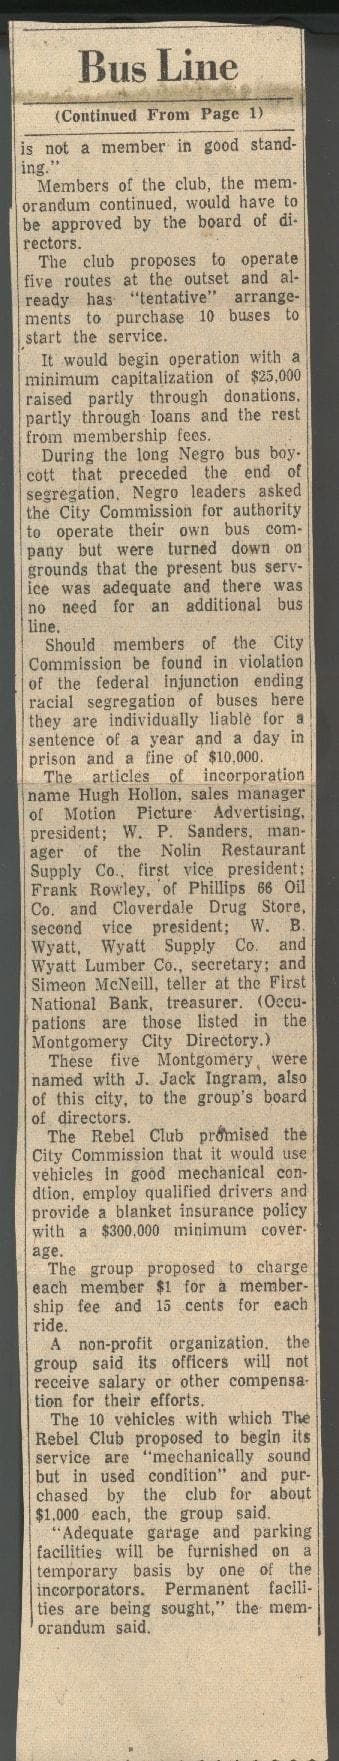 Bus Line
(Continued From Page 1)
is not a member in good stand-
ing."
Members of the club, the mem-
orandum continued, would have to
be approved by the board of di-
rectors.
The club proposes to operate
five routes at the outset and al-
ready has "tentative" arrange-
ments to purchase 10 buses to
start the service.
It would begin operation with a
minimum capitalization of $25,000
raised partly through donations,
partly through loans and the rest
from membership fees.
During the long Negro bus boy-
cott that preceded the end of
segregation, Negro leaders asked
the City Commission for authority
to operate their own bus com-
pany but were turned down on
grounds that the present bus serv-
ice was adequate and there was
no need for an additional bus
line.
Should members of the City
Commission be found in violation
of the federal injunction ending
racial segregation of buses here
they are individually liable for a
sentence of a year and a day in
prison and a fine of $10,000.
The articles of incorporation
name Hugh Hollon, sales manager
of Motion Picture Advertising,
president; W. P. Sanders, man-
ager of the Nolin Restaurant
Supply Co., first vice president;
Frank Rowley, of Phillips 66 Oil
Co. and Cloverdale Drug Store,
second vice president; W. B.
Wyatt, Wyatt Supply Co. and
Wyatt Lumber Co., secretary; and
Simeon McNeill, teller at the First
National Bank, treasurer. (Occu-
pations are those listed in the
Montgomery City Directory.)
These five Montgomery were
named with J. Jack Ingram, also
of this city, to the group's board
of directors.
The Rebel Club promised the
City Commission that it would use
vehicles in good mechanical con-
dtion, employ qualified drivers and
provide a blanket insurance policy
with a $300,000 minimum cover-
age.
The group proposed to charge
each member $1 for a member-
ship fee and 15 cents for each
ride.
A non-profit organization, the
group said its officers will not
receive salary or other compensa-
tion for their efforts.
The 10 vehicles with which The
Rebel Club proposed to begin its
service are "mechanically sound
but in used condition" and pur-
chased by the club for about
$1,000 each, the group said.
"Adequate garage and parking
facilities will be furnished on a
temporary basis by one of the
incorporators. Permanent facili-
ties are being sought," the mem-
orandum said.